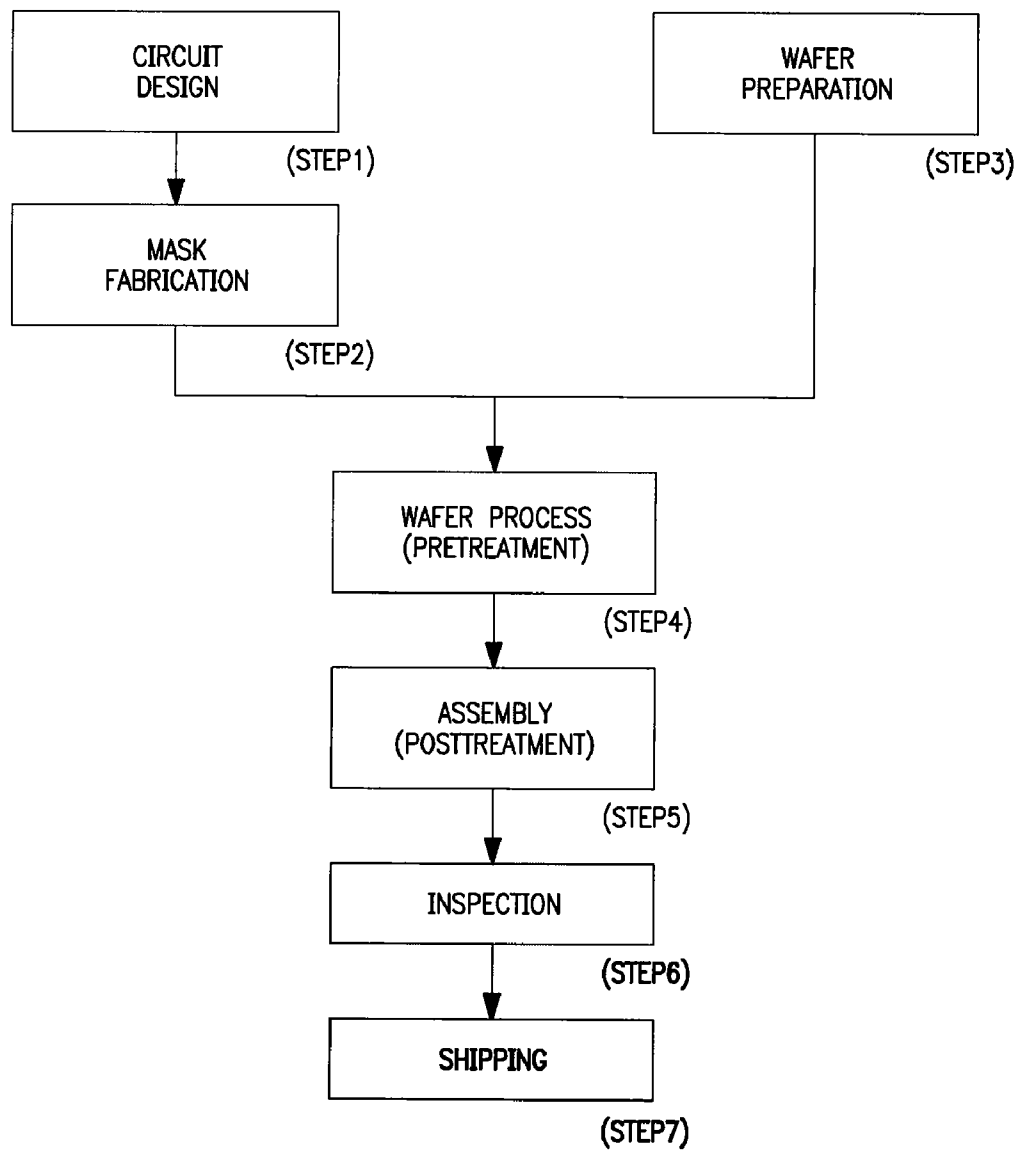 CIRCUIT
DESIGN
(STEP1)
WAFER
PREPARATION
(STEP3)
MASK
FABRICATION
(STEP2)
WAFER PROCESS
(PRETREATMENT)
(STEP4)
ASSEMBLY
(POSTTREATMENT)
(STEP5)
INSPECTION
(STEP6)
SHIPPING
(STEP7)